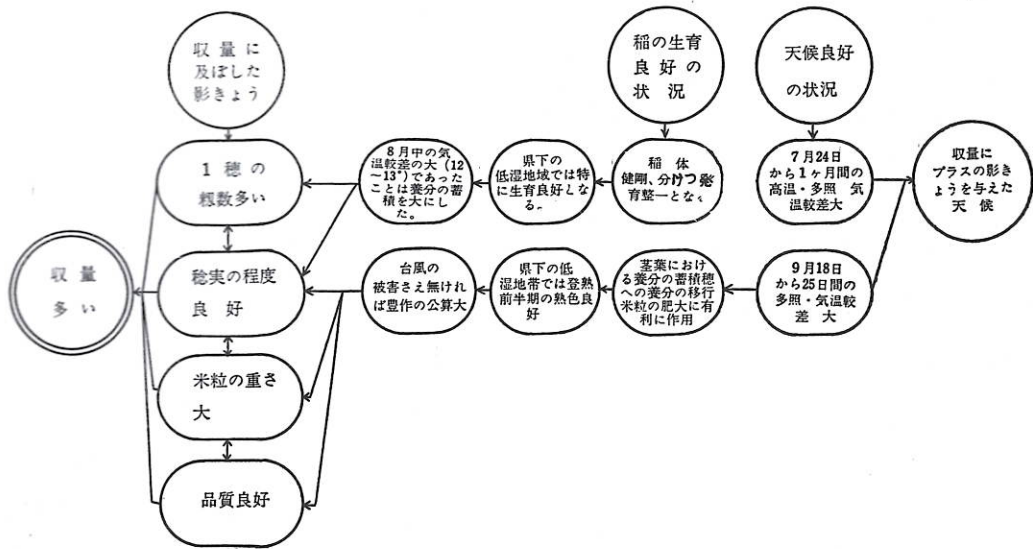 収量に
及ぼした
影きょう
稲の生育
良好の
状況
天候良好
の状況
1穂の
籾数多い
8月中の気
温較差の大(12
~13°)であった
ことは養分の蓄
積を大にした。
県下の
低湿地域では特
に生育良好とな
る。
稲体
健剛、分けつ発
育整一となる
7月24日
から1ヶ月間の
高温・多照 気
温較差大
収量に
プラスの影き
ょうを与えた
天候
収量
多い
稔実の程度
良好
台風の
被害さえ無けれ
ば豊作の公算大
県下の低
湿地帯では登熟
前半期の熟色良
好
茎葉におけ
る養分の蓄積穂
への養分の移行
米粒の肥大に有
利に作用
9月18日
から25日間の
多照・気温較
差大
米粒の重さ
大
品質良好